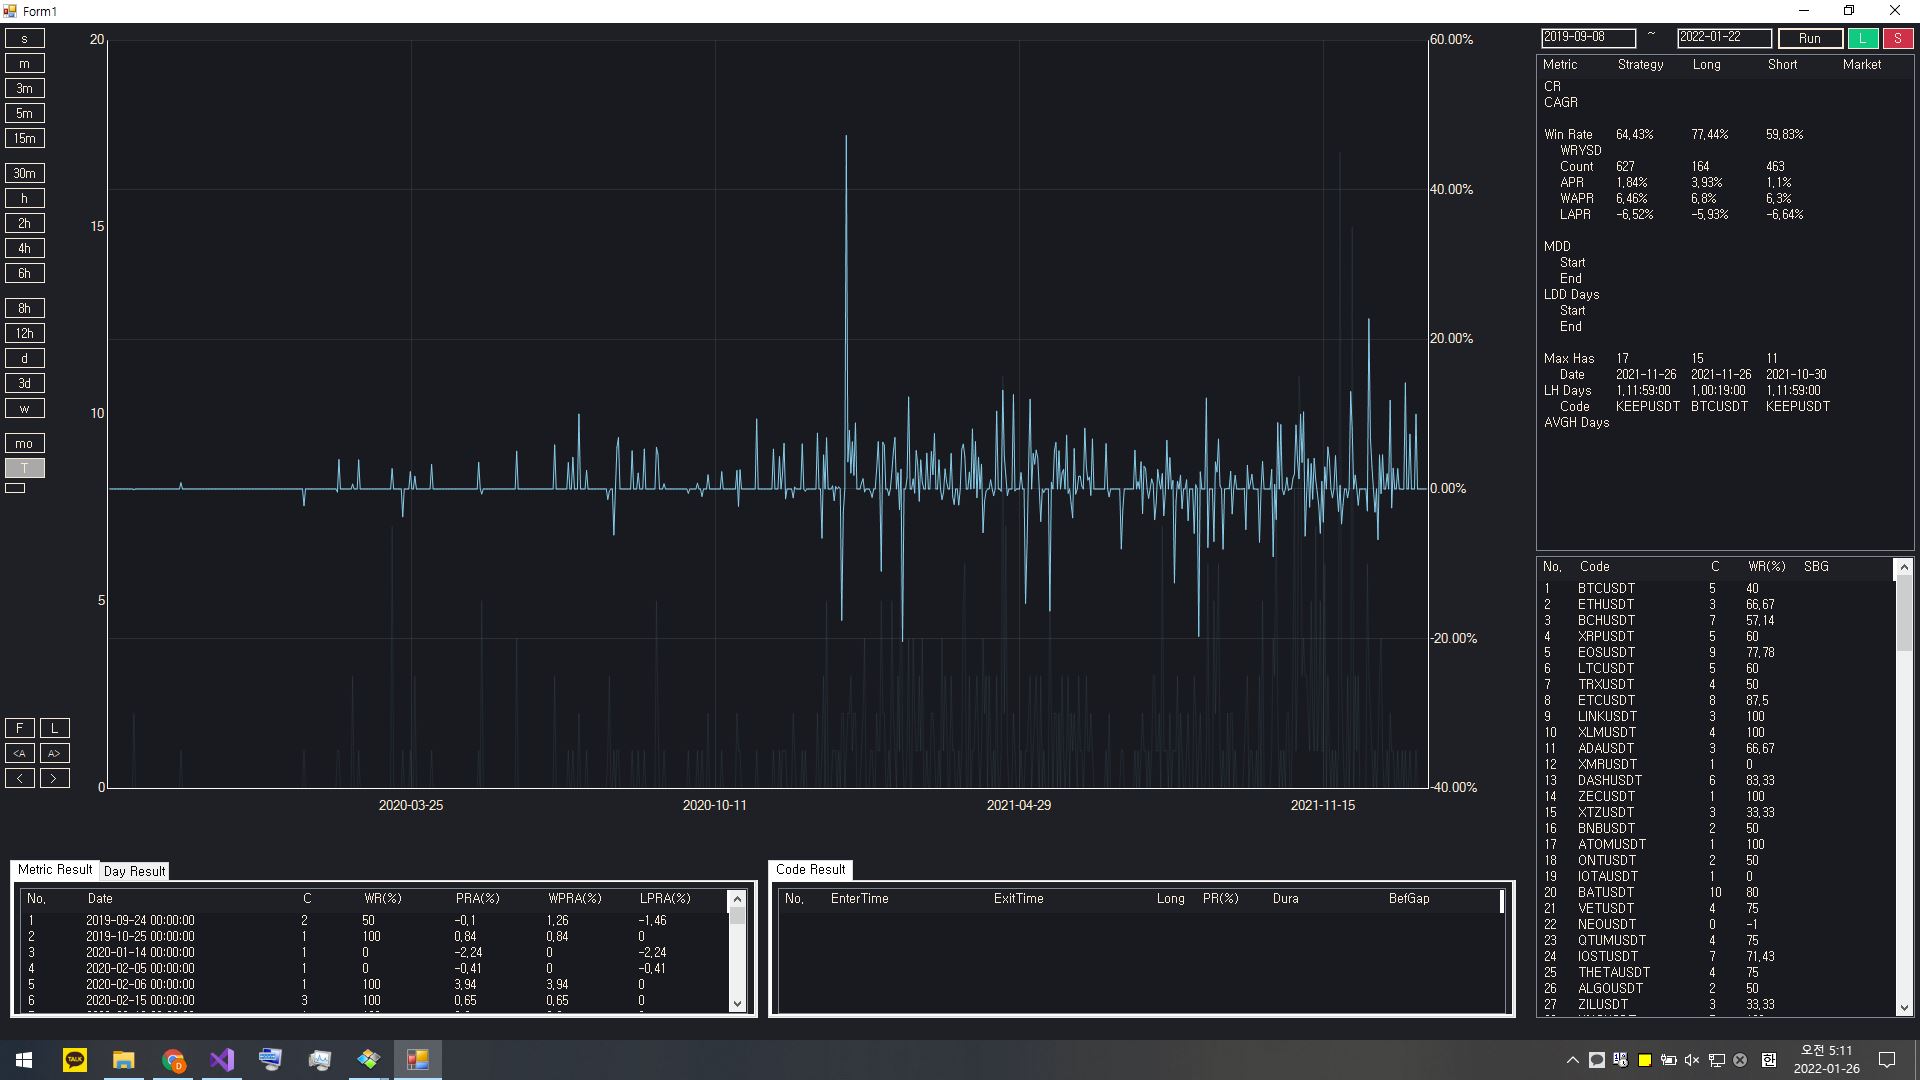 Form1
s
m
3m
5m
15m
30m
h
2h
4h
6h
8h
12h
d
3d
w
mo
T
F L
<A A>
< >
20
15
10
5
0
60.00%
40.00%
20.00%
0.00%
-20.00%
-40.00%
2020-03-25 2020-10-11 2021-04-29 2021-11-15
2019-09-08 ~ 2022-01-22 Run L S
Metric Strategy Long Short Market
CR
CAGR
Win Rate 64,43% 77,44% 59,83%
WRYSD
Count 627 164 463
APR 1,84% 3,93% 1,1%
WAPR 6,46% 6,8% 6,3%
LAPR -6,52% -5,93% -6,64%
MDD
Start
End
LDD Days
Start
End
Max Has 17 15 11
Date 2021-11-26 2021-11-26 2021-10-30
LH Days 1,11:59:00 1,00:19:00 1,11:59:00
Code KEEPUSDT BTCUSDT KEEPUSDT
AVGH Days
No, Code C WR(%) SBG
1 BTCUSDT 5 40
2 ETHUSDT 3 66,67
3 BCHUSDT 7 57,14
4 XRPUSDT 5 60
5 EOSUSDT 9 77,78
6 LTCUSDT 5 60
7 TRXUSDT 4 50
8 ETCUSDT 8 87,5
9 LINKUSDT 3 100
10 XLMUSDT 4 100
11 ADAUSDT 3 66,67
12 XMRUSDT 1 0
13 DASHUSDT 6 83,33
14 ZECUSDT 1 100
15 XTZUSDT 3 33,33
16 BNBUSDT 2 50
17 ATOMUSDT 1 100
18 ONTUSDT 2 50
19 IOTAUSDT 1 0
20 BATUSDT 10 80
21 VETUSDT 4 75
22 NEOUSDT 0 -1
23 QTUMUSDT 4 75
24 IOSTUSDT 7 71,43
25 THETAUSDT 4 75
26 ALGOUSDT 2 50
27 ZILUSDT 3 33,33
Metric Result Day Result
No, Date C WR(%) PRA(%) WPRA(%) LPRA(%)
1 2019-09-24 00:00:00 2 50 -0,1 1,26 -1,46
2 2019-10-25 00:00:00 1 100 0,84 0,84 0
3 2020-01-14 00:00:00 1 0 -2,24 0 -2,24
4 2020-02-05 00:00:00 1 0 -0,41 0 -0,41
5 2020-02-06 00:00:00 1 100 3,94 3,94 0
6 2020-02-15 00:00:00 3 100 0,65 0,65 0
Code Result
No, EnterTime ExitTime Long PR(%) Dura BefGap
TALK
오전 5:11
2022-01-26